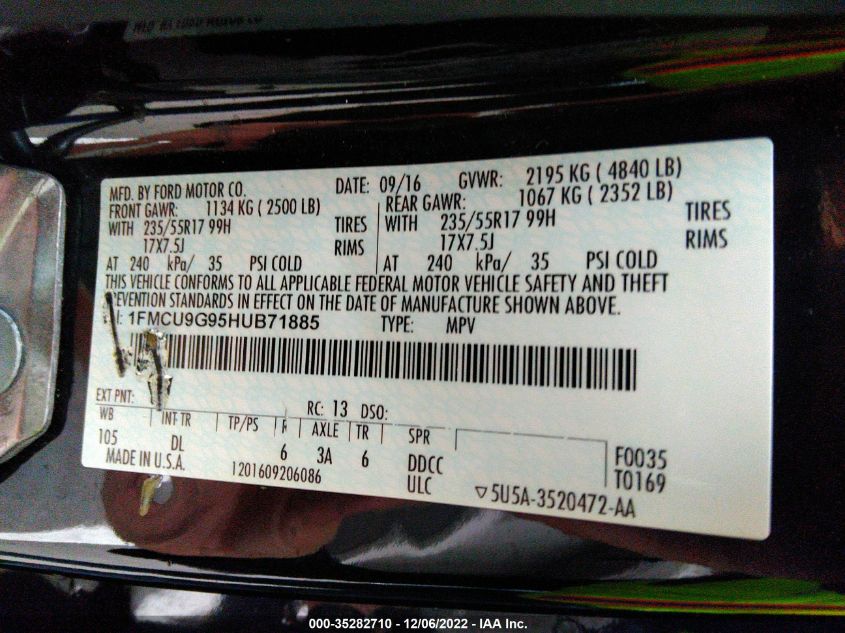 MFD. BY FORD MOTOR CO.
MFD. BY FORD MOTOR CO. DATE: 09/16 GVWR: 2195 KG ( 4840 LB)
FRONT GAWR: 1134 KG ( 2500 LB) REAR GAWR: 1067 KG ( 2352 LB)
WITH 235/55R17 99H TIRES WITH 235/55R17 99H TIRES
17X7.5J RIMS 17X7.5J RIMS
AT 240 kPa/ 35 PSI COLD AT 240 kPa/ 35 PSI COLD
THIS VEHICLE CONFORMS TO ALL APPLICABLE FEDERAL MOTOR VEHICLE SAFETY AND THEFT
PREVENTION STANDARDS IN EFFECT ON THE DATE OF MANUFACTURE SHOWN ABOVE.
: 1FMCU9G95HUB71885 TYPE: MPV
EXT PNT: RC: 13 DSO:
WB INT TR TP/PS R AXLE TR SPR
105 DL 6 3A 6 DDCC F0035
MADE IN U.S.A. 1201609206086 ULC T0169
▽5U5A-3520472-AA
000-35282710 - 12/06/2022 - IAA Inc.